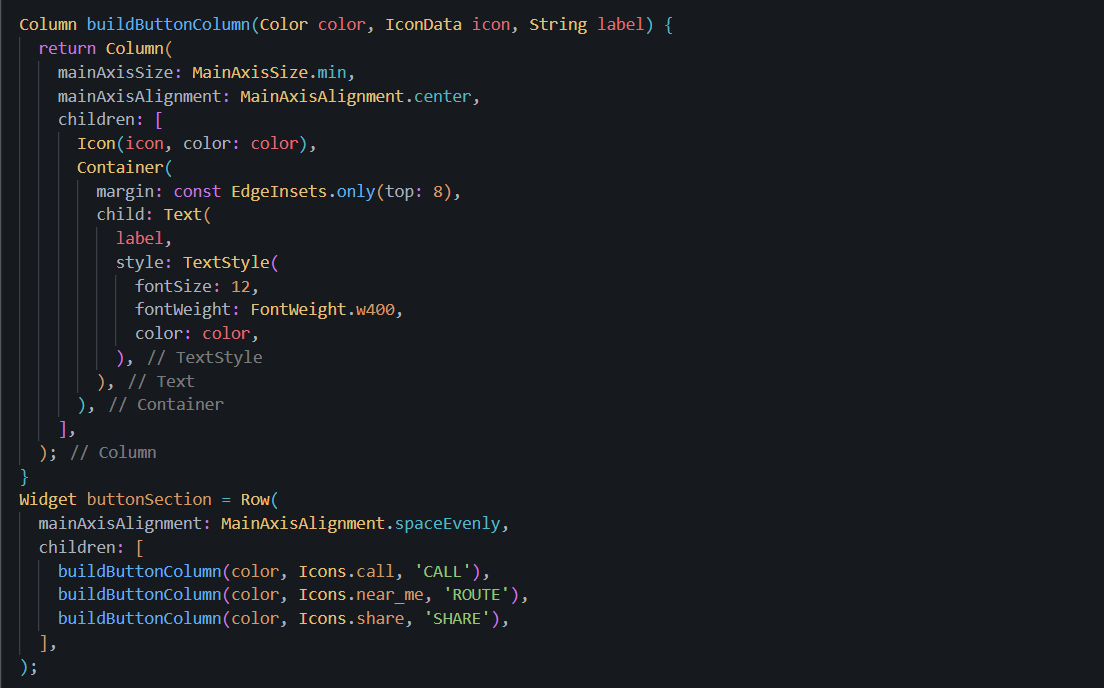 Column buildButtonColumn(Color color, IconData icon, String label) {
  return Column(
    mainAxisSize: MainAxisSize.min,
    mainAxisAlignment: MainAxisAlignment.center,
    children: [
      Icon(icon, color: color),
      Container(
        margin: const EdgeInsets.only(top: 8),
        child: Text(
          label,
          style: TextStyle(
            fontSize: 12,
            fontWeight: FontWeight.w400,
            color: color,
          ), // TextStyle
        ), // Text
      ), // Container
    ],
  ); // Column
}
Widget buttonSection = Row(
  mainAxisAlignment: MainAxisAlignment.spaceEvenly,
  children: [
    buildButtonColumn(color, Icons.call, 'CALL'),
    buildButtonColumn(color, Icons.near_me, 'ROUTE'),
    buildButtonColumn(color, Icons.share, 'SHARE'),
  ],
);